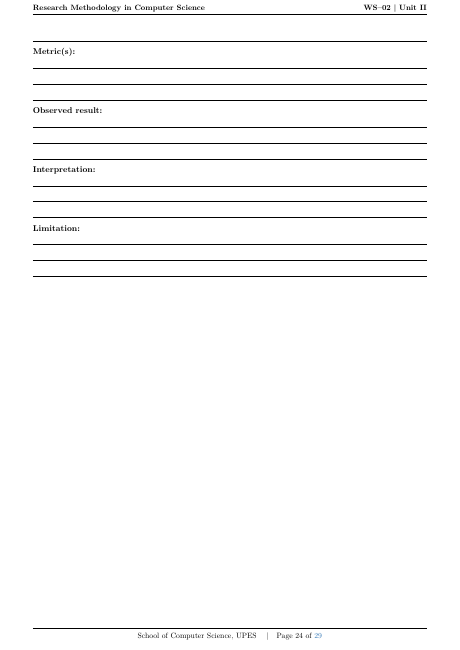 Research Methodology in Computer Science WS–02 | Unit II
Metric(s):
Observed result:
Interpretation:
Limitation:
School of Computer Science, UPES | Page 24 of 29